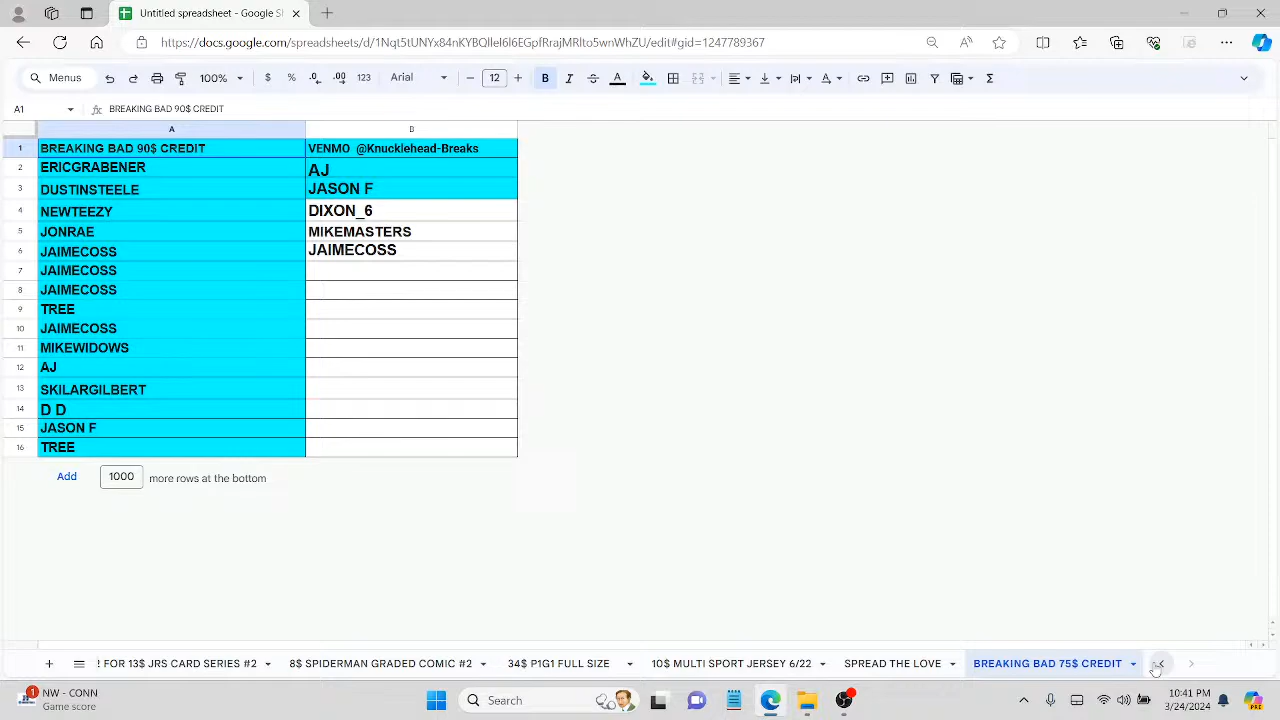 Untitled spreadsheet - Google Sh
https://docs.google.com/spreadsheets/d/1Nqt5tUNYx84nKYBQJleI6l6EGpfRrajMRIto5wnWhZU/edit#gid=1247789367
Menus 100% $ % .0 .00 123 Arial 12 B I A
A1 fx BREAKING BAD 90$ CREDIT
A B
1 BREAKING BAD 90$ CREDIT VENMO @Knucklehead-Breaks
2 ERICGRABENER AJ
3 DUSTINSTEELE JASON F
4 NEWTEEZY DIXON_6
5 JONRAE MIKEMASTERS
6 JAIMECOSS JAIMECOSS
7 JAIMECOSS
8 JAIMECOSS
9 TREE
10 JAIMECOSS
11 MIKEWIDOWS
12 AJ
13 SKILARGILBERT
14 D D
15 JASON F
16 TREE
Add 1000 more rows at the bottom
! FOR 13$ JRS CARD SERIES #2 8$ SPIDERMAN GRADED COMIC #2 34$ P1G1 FULL SIZE 10$ MULTI SPORT JERSEY 6/22 SPREAD THE LOVE BREAKING BAD 75$ CREDIT
1 NW - CONN
Game score
Search
10:41 PM
3/24/2024
PRE